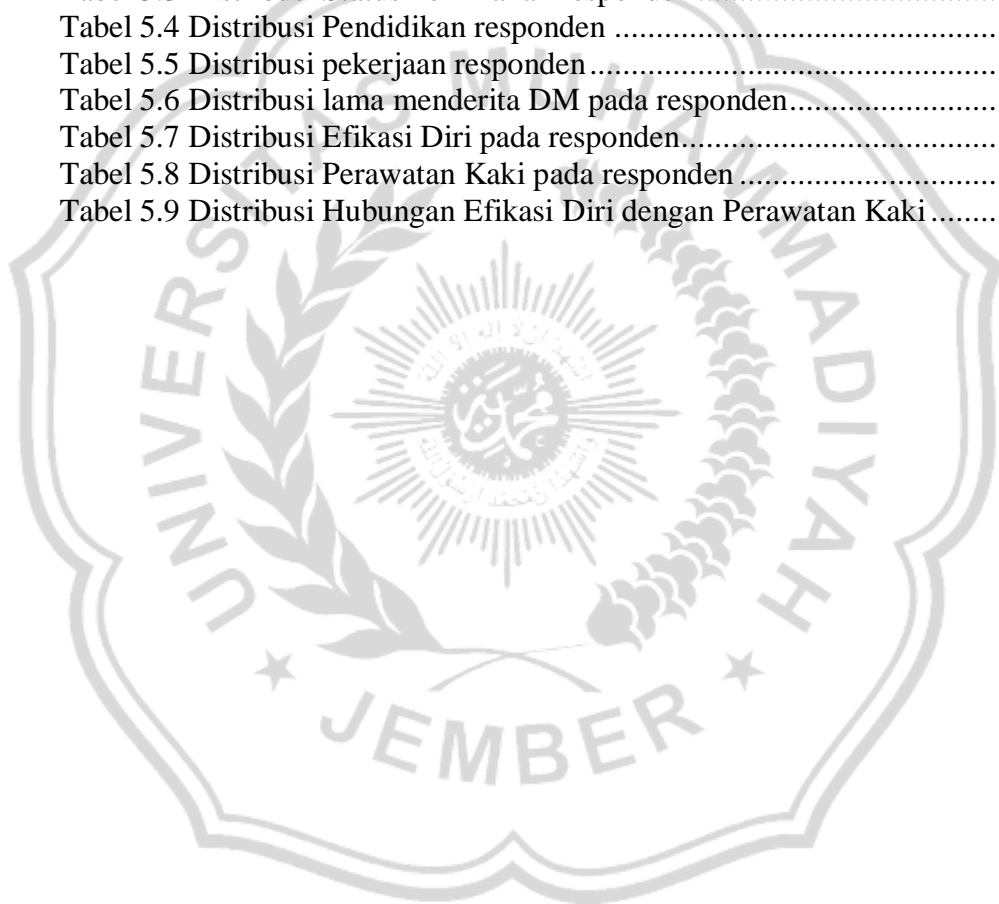 Tabel 5.4 Distribusi Pendidikan responden ..........................................
Tabel 5.5 Distribusi pekerjaan responden .............................................
Tabel 5.6 Distribusi lama menderita DM pada responden.......................
Tabel 5.7 Distribusi Efikasi Diri pada responden...................................
Tabel 5.8 Distribusi Perawatan Kaki pada responden ............................
Tabel 5.9 Distribusi Hubungan Efikasi Diri dengan Perawatan Kaki ........
UNIVERSITAS MUHAMMADIYAH
JEMBER